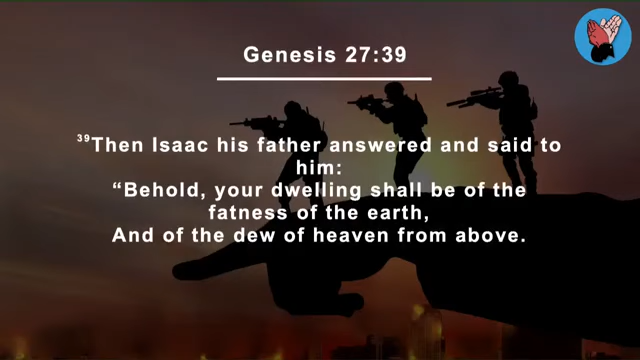 Genesis 27:39
39Then Isaac his father answered and said to
him:
“Behold, your dwelling shall be of the
fatness of the earth,
And of the dew of heaven from above.